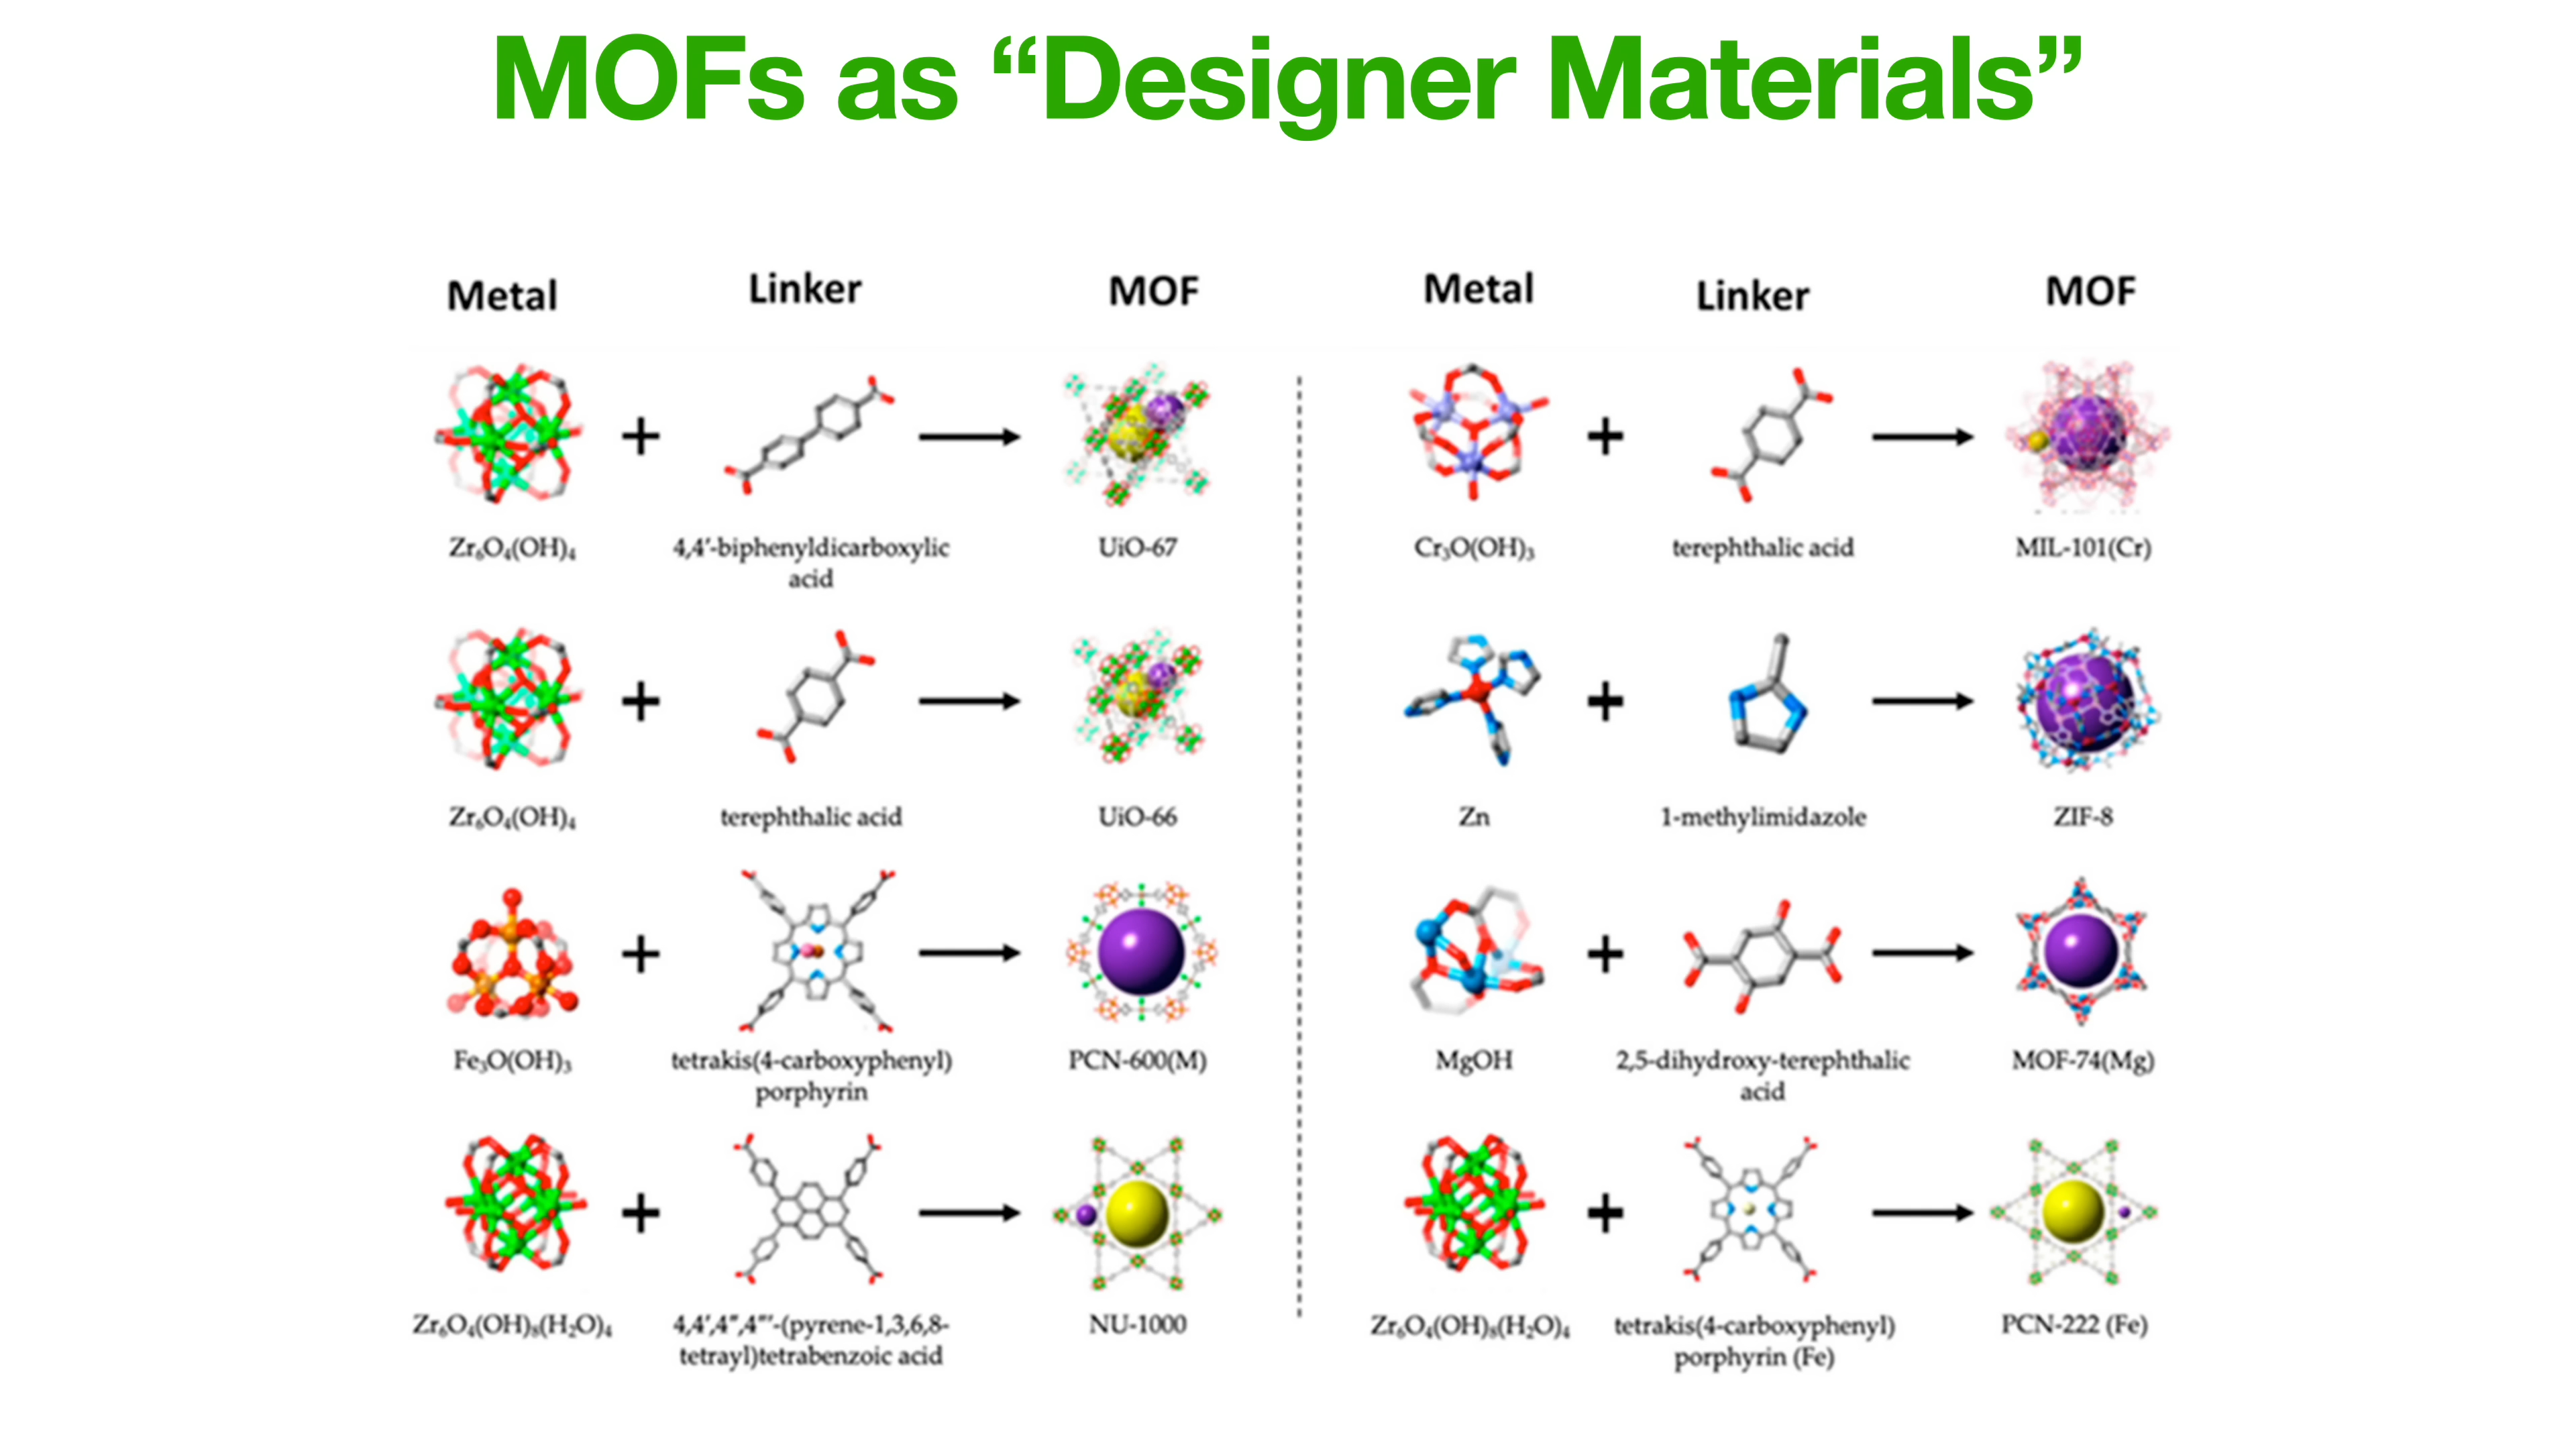 MOFs as “Designer Materials”
Metal Linker MOF
Zr₆O₄(OH)₄ 4,4′-biphenyldicarboxylic UiO-67
acid
Zr₆O₄(OH)₄ terephthalic acid UiO-66
Fe₃O(OH)₃ tetrakis(4-carboxyphenyl) PCN-600(M)
porphyrin
Zr₆O₄(OH)₈(H₂O)₄ 4,4′,4″,4‴-(pyrene-1,3,6,8- NU-1000
tetrayl)tetrabenzoic acid
Metal Linker MOF
Cr₃O(OH)₃ terephthalic acid MIL-101(Cr)
Zn 1-methylimidazole ZIF-8
MgOH 2,5-dihydroxy-terephthalic MOF-74(Mg)
acid
Zr₆O₄(OH)₈(H₂O)₄ tetrakis(4-carboxyphenyl) PCN-222 (Fe)
porphyrin (Fe)